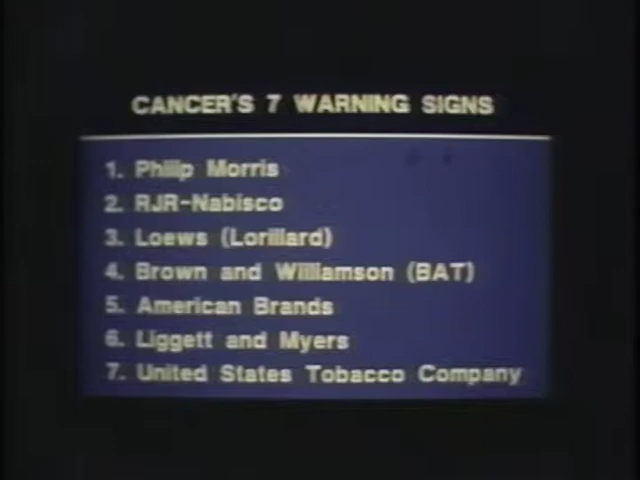 CANCER'S 7 WARNING SIGNS
1. Philip Morris
2. RJR-Nabisco
3. Loews (Lorillard)
4. Brown and Williamson (BAT)
5. American Brands
6. Liggett and Myers
7. United States Tobacco Company